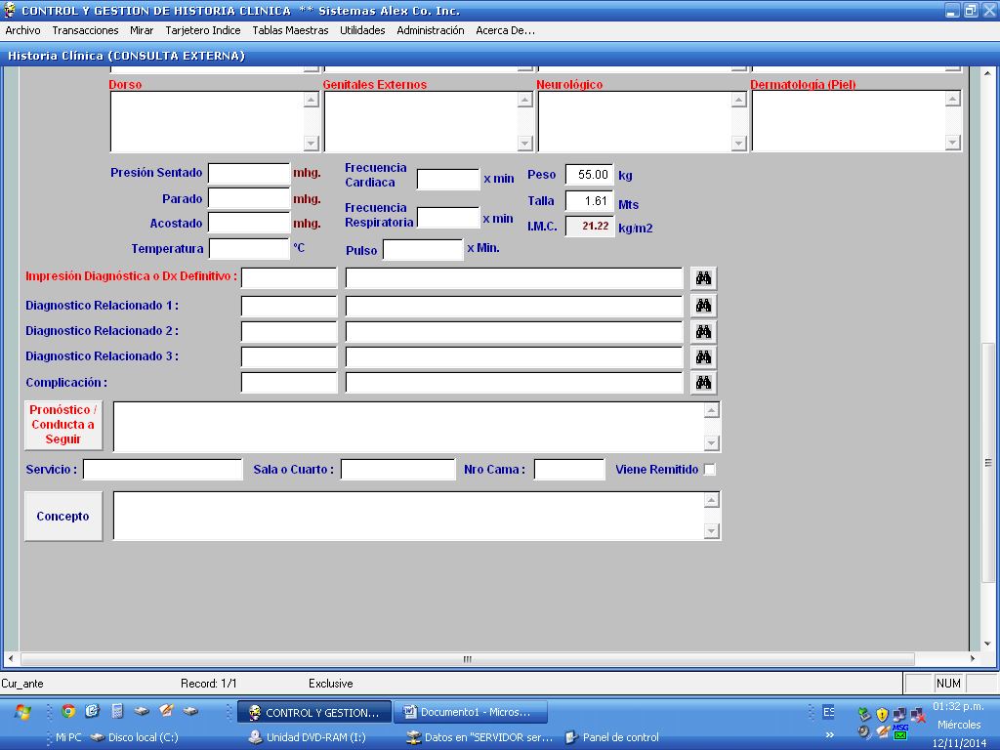 CONTROL Y GESTION DE HISTORIA CLINICA ** Sistemas Alex Co. Inc.
Archivo Transacciones Mirar Tarjetero Indice Tablas Maestras Utilidades Administración Acerca De...
Historia Clínica (CONSULTA EXTERNA)
Dorso Genitales Externos Neurológico Dermatología (Piel)
Presión Sentado mhg. Frecuencia Cardiaca x min Peso 55.00 kg
Parado mhg. Talla 1.61 Mts
Acostado mhg. Frecuencia Respiratoria x min I.M.C. 21.22 kg/m2
Temperatura °C Pulso x Min.
Impresión Diagnóstica o Dx Definitivo :
Diagnostico Relacionado 1 :
Diagnostico Relacionado 2 :
Diagnostico Relacionado 3 :
Complicación :
Pronóstico /
Conducta a
Seguir
Servicio : Sala o Cuarto : Nro Cama : Viene Remitido
Concepto
Cur_ante Record: 1/1 Exclusive NUM
CONTROL Y GESTION... Documento1 - Micros... ES 01:32 p.m.
Miércoles
Mi PC Disco local (C:) Unidad DVD-RAM (I:) Datos en "SERVIDOR ser... Panel de control » MSG
12/11/2014